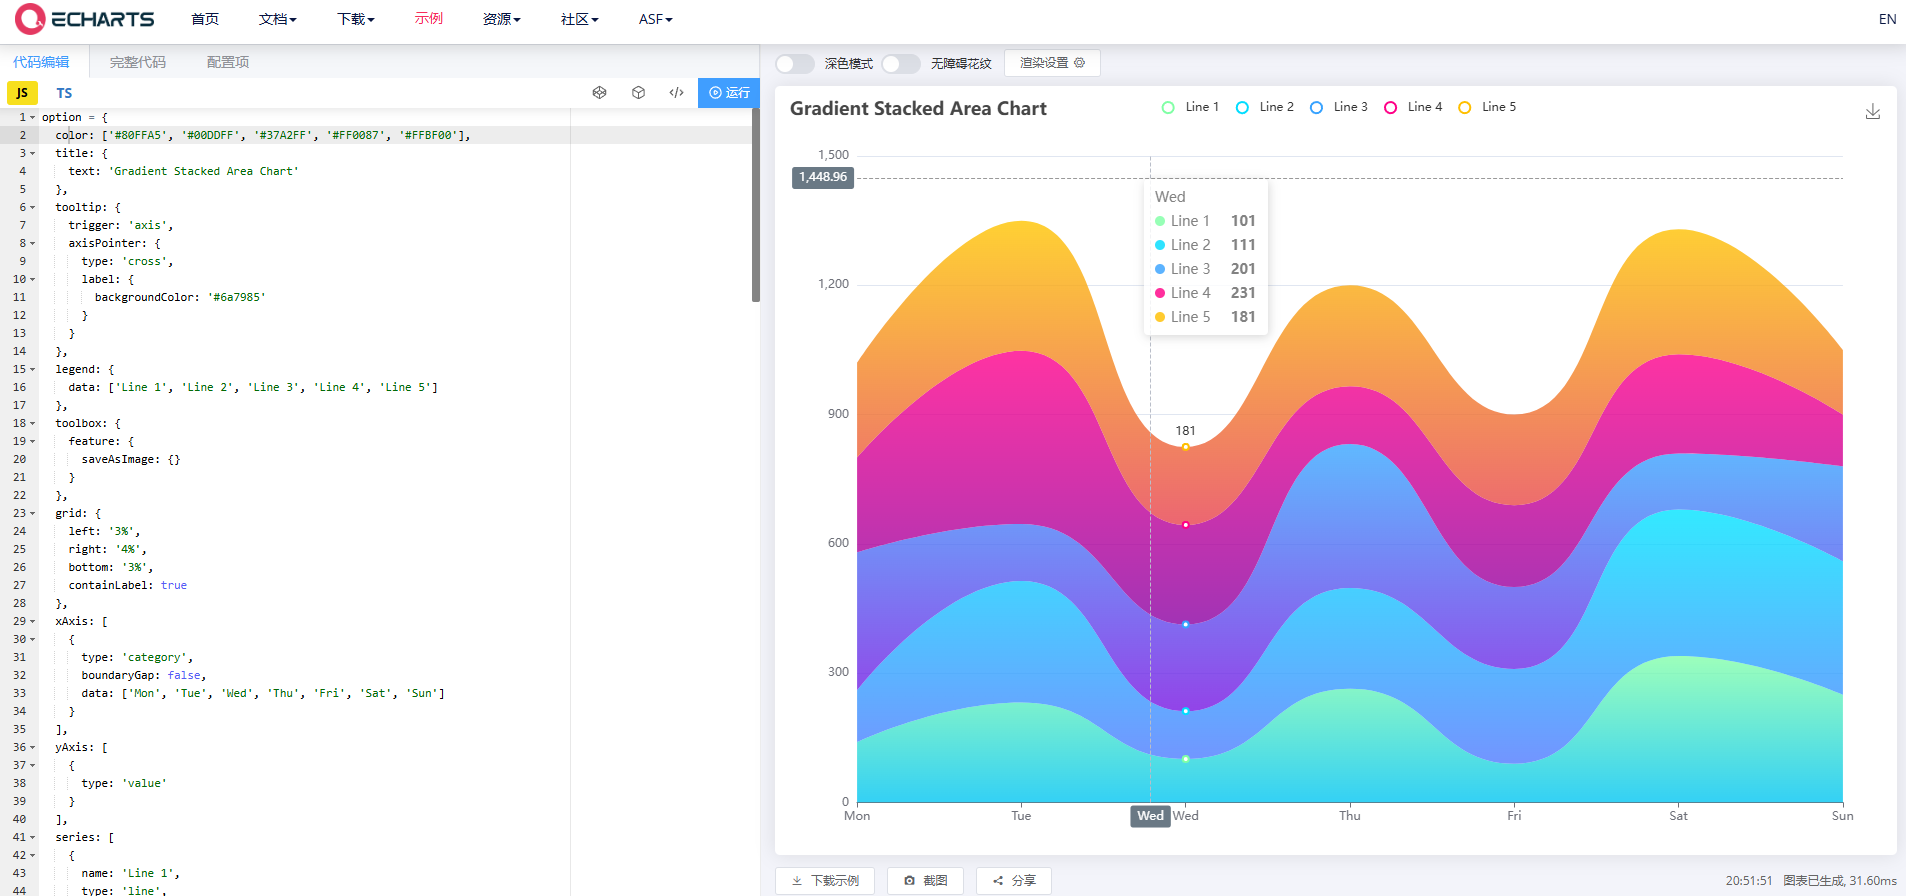 ECHARTS 首页 文档 下载 示例 资源 社区 ASF EN
代码编辑 完整代码 配置项
JS TS 运行
1 option = {
2 color: ['#80FFA5', '#00DDFF', '#37A2FF', '#FF0087', '#FFBF00'],
3 title: {
4 text: 'Gradient Stacked Area Chart'
5 },
6 tooltip: {
7 trigger: 'axis',
8 axisPointer: {
9 type: 'cross',
10 label: {
11 backgroundColor: '#6a7985'
12 }
13 }
14 },
15 legend: {
16 data: ['Line 1', 'Line 2', 'Line 3', 'Line 4', 'Line 5']
17 },
18 toolbox: {
19 feature: {
20 saveAsImage: {}
21 }
22 },
23 grid: {
24 left: '3%',
25 right: '4%',
26 bottom: '3%',
27 containLabel: true
28 },
29 xAxis: [
30 {
31 type: 'category',
32 boundaryGap: false,
33 data: ['Mon', 'Tue', 'Wed', 'Thu', 'Fri', 'Sat', 'Sun']
34 }
35 ],
36 yAxis: [
37 {
38 type: 'value'
39 }
40 ],
41 series: [
42 {
43 name: 'Line 1',
44 type: 'line',
深色模式 无障碍花纹 渲染设置
Gradient Stacked Area Chart
Line 1 Line 2 Line 3 Line 4 Line 5
1,500
1,448.96
1,200
900
600
300
0
Wed
Line 1 101
Line 2 111
Line 3 201
Line 4 231
Line 5 181
181
Mon Tue Wed Wed Thu Fri Sat Sun
下载示例 截图 分享
20:51:51 图表已生成, 31.60ms